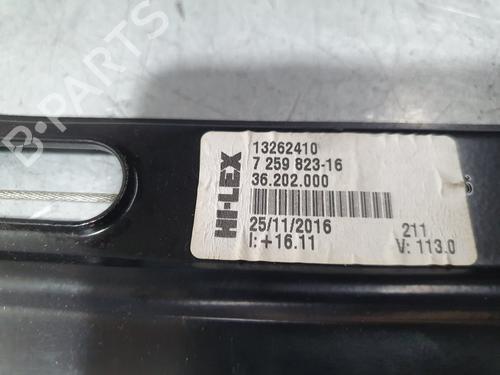 B-PARTS
HI-LEX
13262410
7 259 823-16
36.202.000
25/11/2016
211
I:+16.11
V: 113.0